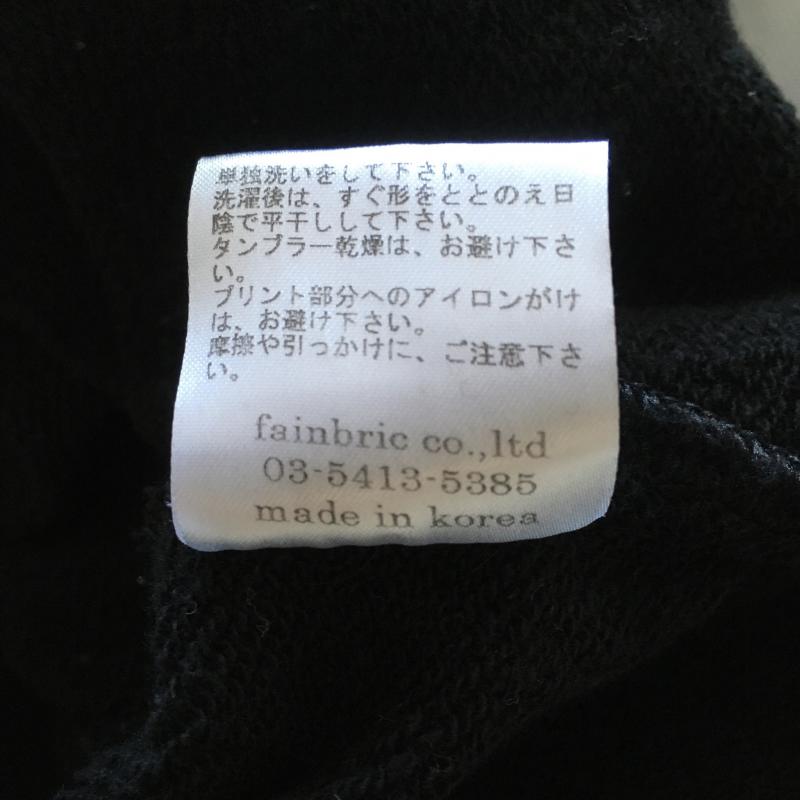 単独洗いをして下さい。
洗濯後は、すぐ形をととのえ日
陰で平干しして下さい。
タンブラー乾燥は、お避け下さ
い。
プリント部分へのアイロンがけ
は、お避け下さい。
摩擦や引っかけに、ご注意下さ
い。
fainbric co.,ltd
03-5413-5385
made in korea